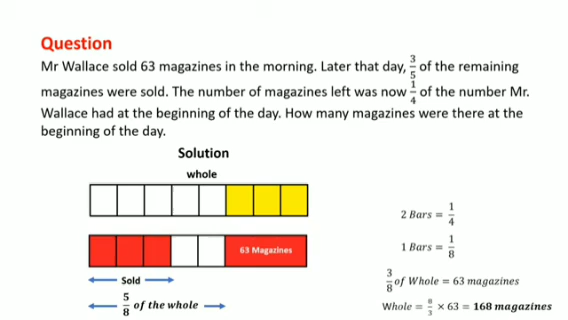 Question
Mr Wallace sold 63 magazines in the morning. Later that day, 3/5 of the remaining
magazines were sold. The number of magazines left was now 1/4 of the number Mr.
Wallace had at the beginning of the day. How many magazines were there at the
beginning of the day.
Solution
whole
63 Magazines
Sold
5/8 of the whole
2 Bars = 1/4
1 Bars = 1/8
3/8 of Whole = 63 magazines
Whole = 8/3 × 63 = 168 magazines